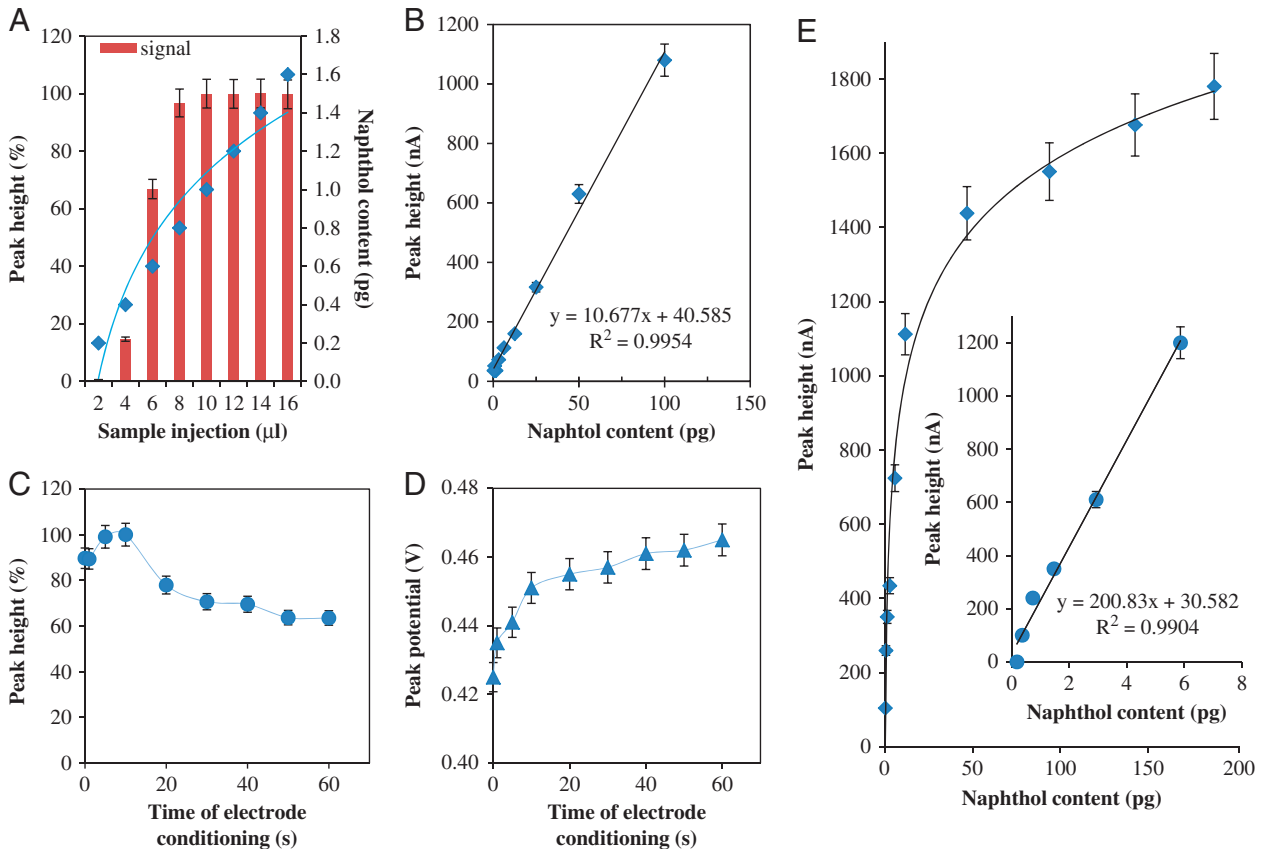 A
signal
120
100
80
60
40
20
0
1.8
1.6
1.4
1.2
1.0
0.8
0.6
0.4
0.2
0.0
2 4 6 8 10 12 14 16
Peak height (%)
Naphthol content
(pg)
Sample injection (µl)
B
1200
1000
800
600
400
200
0
0 50 100 150
Peak height (nA)
y = 10.677x + 40.585
R² = 0.9954
Naphtol content (pg)
C
120
100
80
60
40
20
0
0 20 40 60
Peak height (%)
Time of electrode
conditioning (s)
D
0.48
0.46
0.44
0.42
0.40
0 20 40 60
Peak potential (V)
Time of electrode
conditioning (s)
E
1800
1600
1400
1200
1000
800
600
400
200
0
0 50 100 150 200
Peak height (nA)
Naphthol content (pg)
1200
1000
800
600
400
200
0
0 2 4 6 8
Peak height (nA)
y = 200.83x + 30.582
R² = 0.9904
Naphthol content (pg)